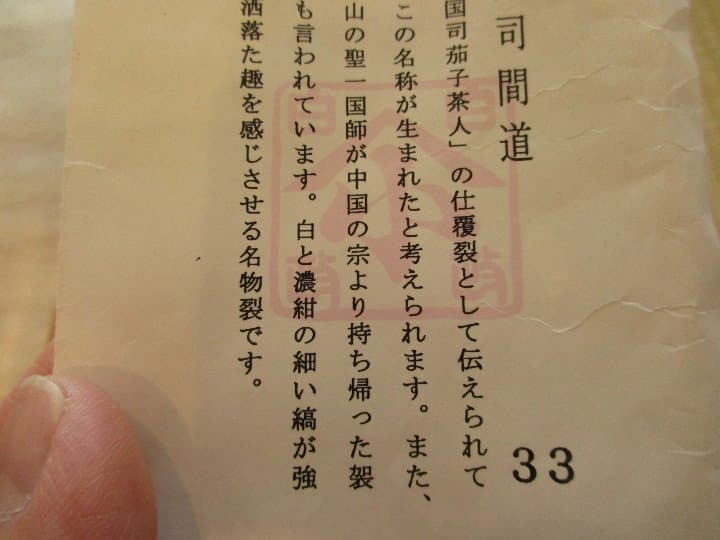 司間道
国司茄子茶人」の仕覆裂として伝えられて
この名称が生まれたと考えられます。また、
山の聖一国師が中国の宗より持ち帰った袈
も言われています。白と濃紺の細い縞が強
洒落た趣を感じさせる名物裂です。
33